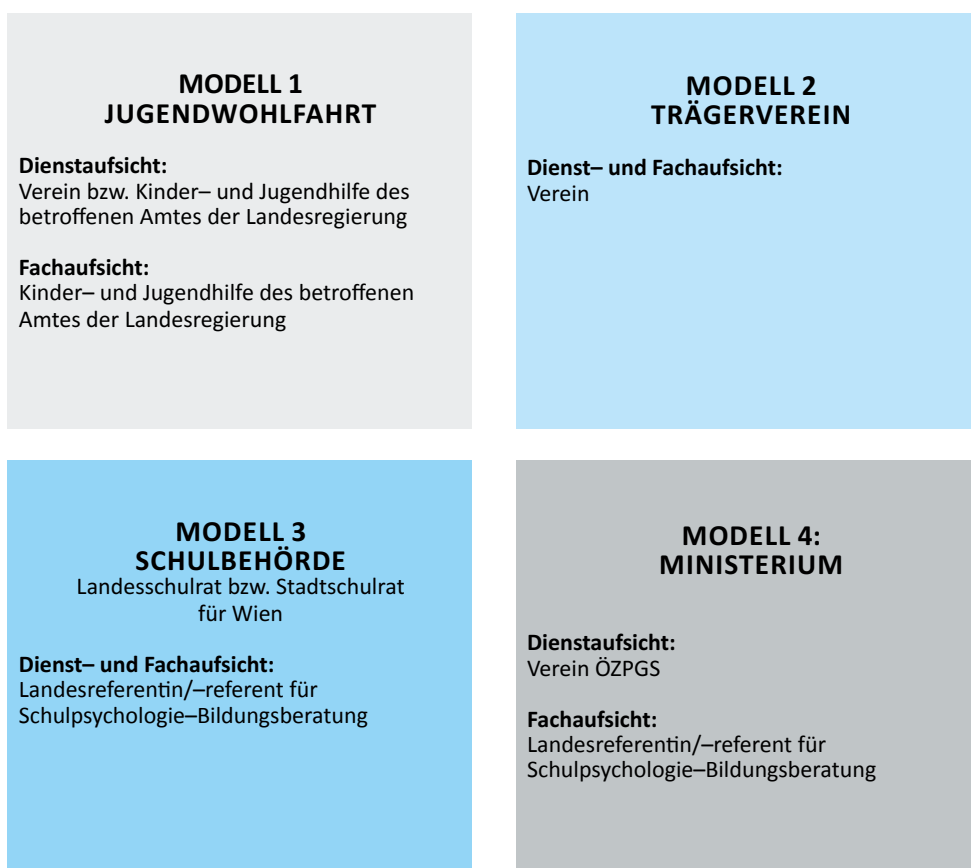 MODELL 1
JUGENDWOHLFAHRT
Dienstaufsicht:
Verein bzw. Kinder– und Jugendhilfe des
betroffenen Amtes der Landesregierung
Fachaufsicht:
Kinder– und Jugendhilfe des betroffenen
Amtes der Landesregierung
MODELL 2
TRÄGERVEREIN
Dienst– und Fachaufsicht:
Verein
MODELL 3
SCHULBEHÖRDE
Landesschulrat bzw. Stadtschulrat
für Wien
Dienst– und Fachaufsicht:
Landesreferentin/–referent für
Schulpsychologie–Bildungsberatung
MODELL 4:
MINISTERIUM
Dienstaufsicht:
Verein ÖZPGS
Fachaufsicht:
Landesreferentin/–referent für
Schulpsychologie–Bildungsberatung